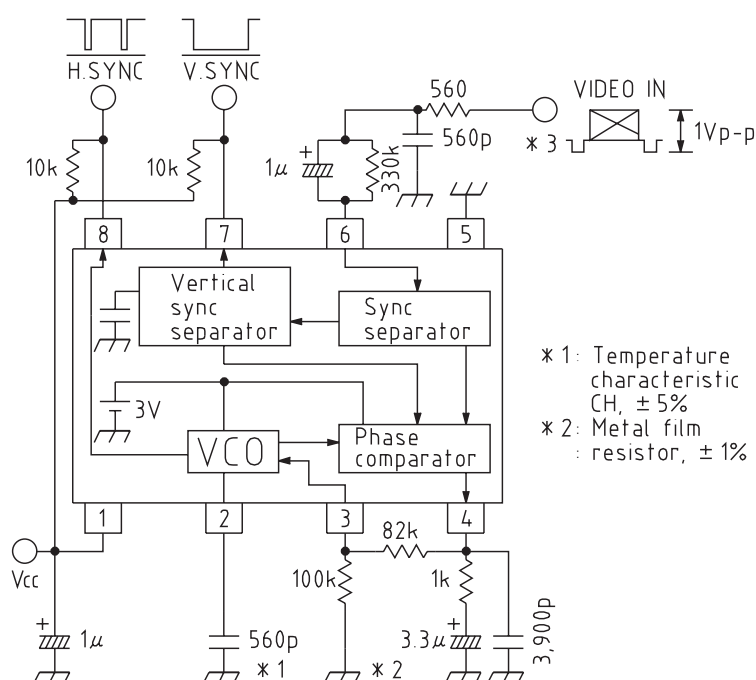 H.SYNC V.SYNC
560
VIDEO IN
560p
* 3
1Vp-p
10k
10k
1μ
330k
8
7
6
5
Vertical
sync
separator
Sync
separator
3V
VCO
Phase
comparator
* 1: Temperature
characteristic
CH, ±5%
* 2: Metal film
: resistor, ±1%
1
2
3
4
Vcc
82k
100k
1k
1μ
560p
* 1
* 2
3.3μ
3,900p